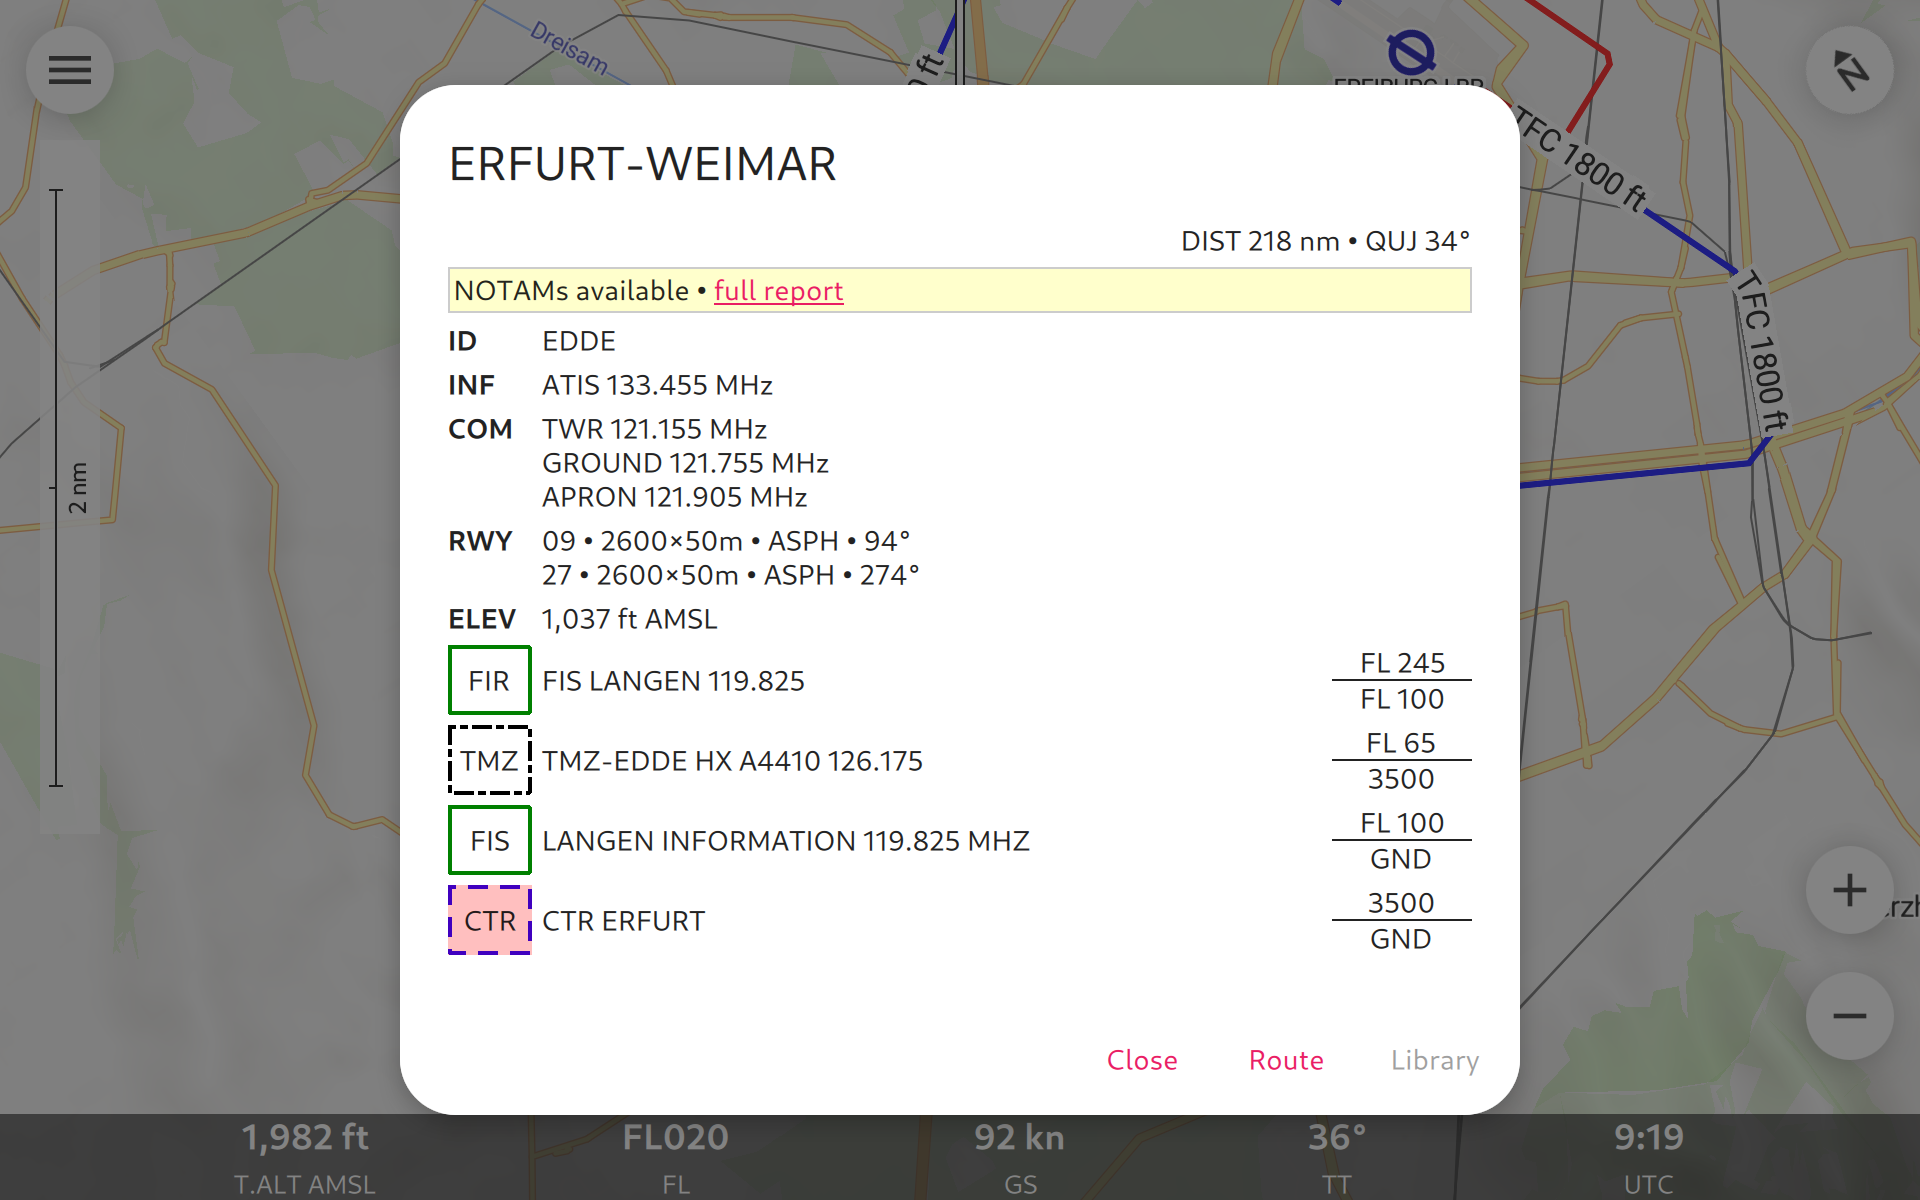 Dreisam
ERFURT-WEIMAR
DIST 218 nm • QUJ 34°
NOTAMs available • full report
ID EDDE
INF ATIS 133.455 MHz
COM TWR 121.155 MHz
GROUND 121.755 MHz
APRON 121.905 MHz
RWY 09 • 2600×50m • ASPH • 94°
27 • 2600×50m • ASPH • 274°
ELEV 1,037 ft AMSL
FIR FIS LANGEN 119.825 FL 245
FL 100
TMZ TMZ-EDDE HX A4410 126.175 FL 65
3500
FIS LANGEN INFORMATION 119.825 MHZ FL 100
GND
CTR CTR ERFURT 3500
GND
Close Route Library
2 nm
N
TFC 1800 ft
TFC 1800 ft
+
−
1,982 ft FL020 92 kn 36° 9:19
T.ALT AMSL FL GS TT UTC